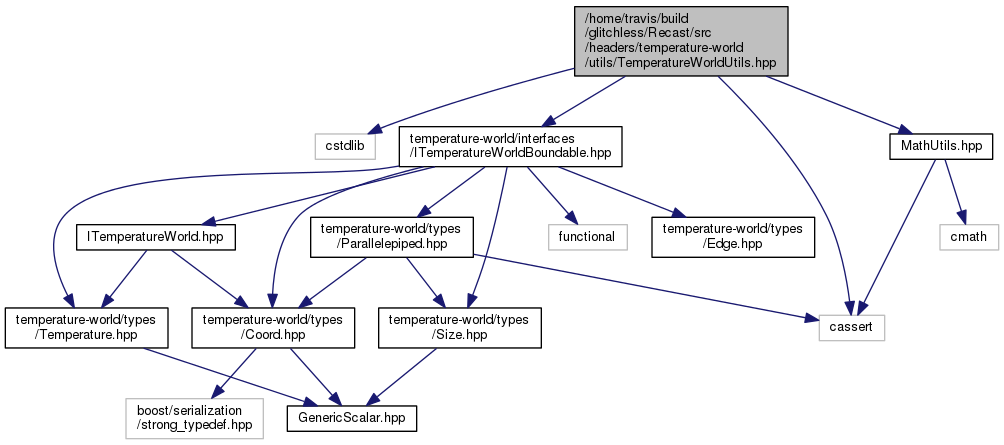 /home/travis/build
/glitchless/Recast/src
/headers/temperature-world
/utils/TemperatureWorldUtils.hpp
cstdlib
temperature-world/interfaces
/ITemperatureWorldBoundable.hpp
MathUtils.hpp
ITemperatureWorld.hpp
temperature-world/types
/Parallelepiped.hpp
functional
temperature-world/types
/Edge.hpp
cmath
temperature-world/types
/Temperature.hpp
temperature-world/types
/Coord.hpp
temperature-world/types
/Size.hpp
cassert
boost/serialization
/strong_typedef.hpp
GenericScalar.hpp